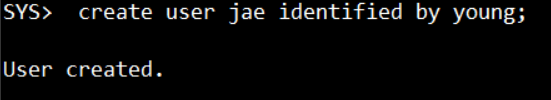 SYS>  create user jae identified by young;
User created.